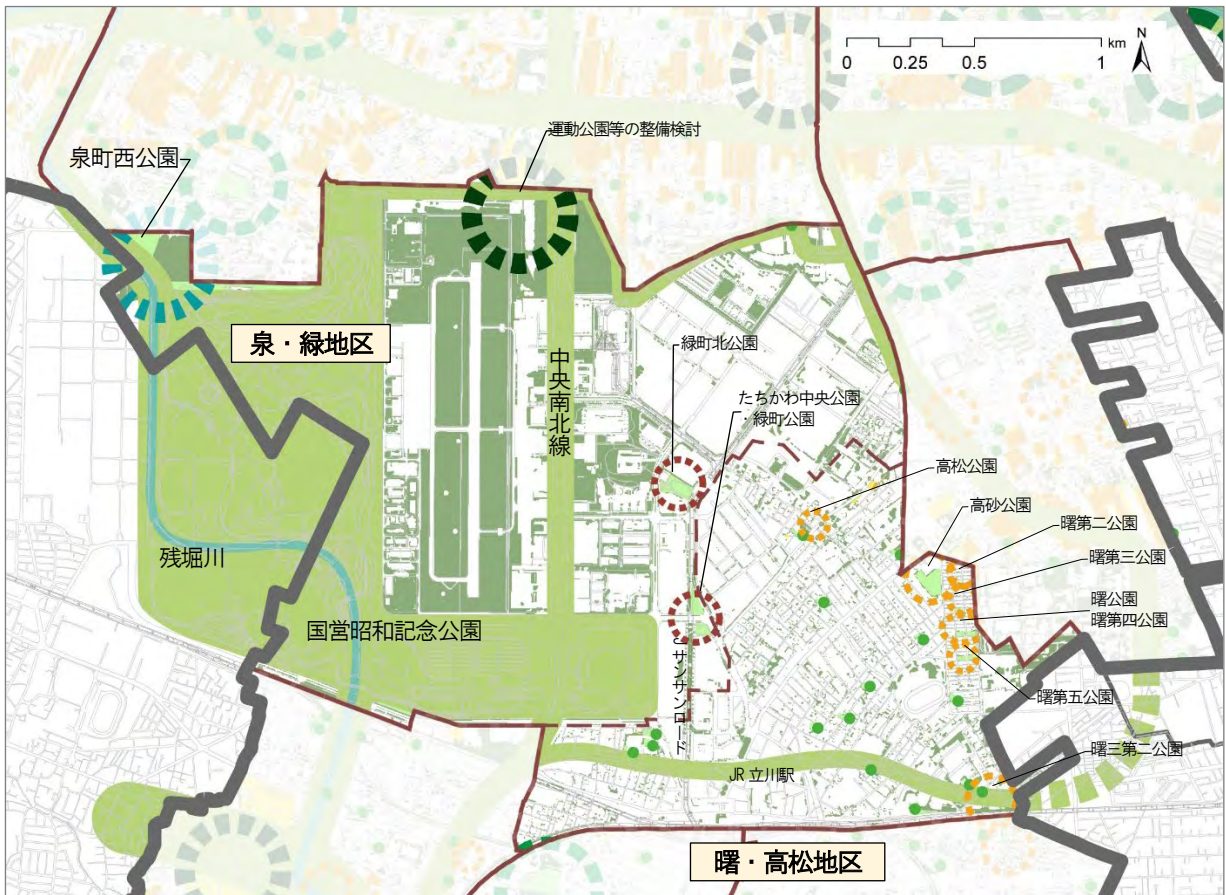 N
km
0 0.25 0.5 1
運動公園等の整備検討
泉町西公園
泉・緑地区
中央南北線
緑町北公園
たちかわ中央公園
・緑町公園
高松公園
高砂公園
曙第二公園
曙第三公園
曙公園
曙第四公園
曙第五公園
残堀川
国営昭和記念公園
サンサンロード
曙三第二公園
JR 立川駅
曙・高松地区